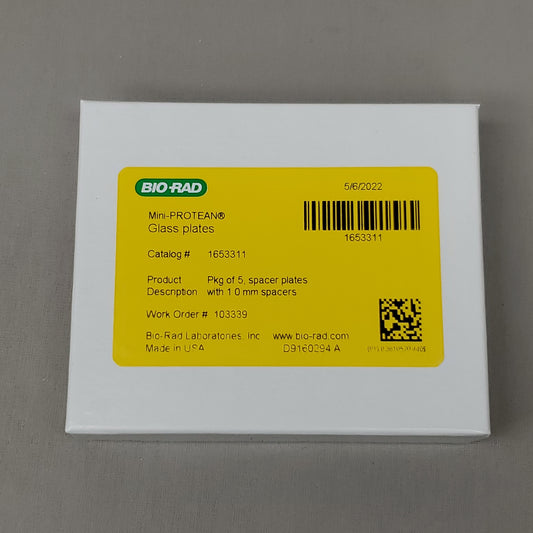 BIO-RAD
5/6/2022
Mini-PROTEAN®
Glass plates
1653311
Catalog # 1653311
Product Pkg of 5, spacer plates
Description with 1.0 mm spacers
Work Order # 103339
Bio-Rad Laboratories, Inc. www.bio-rad.com
Made in USA D9160294 A